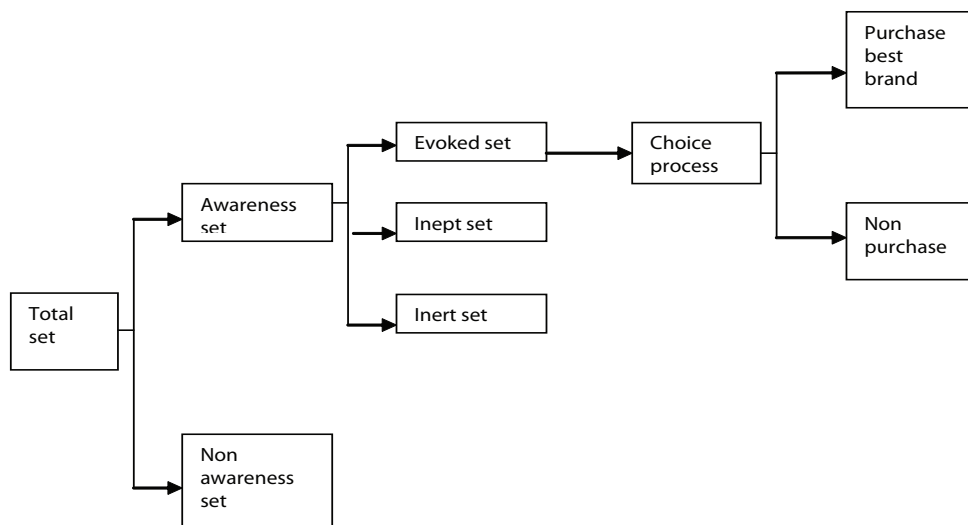 Purchase
best
brand
Evoked set
Choice
process
Awareness
set
Inept set
Non
purchase
Inert set
Total
set
Non
awareness
set